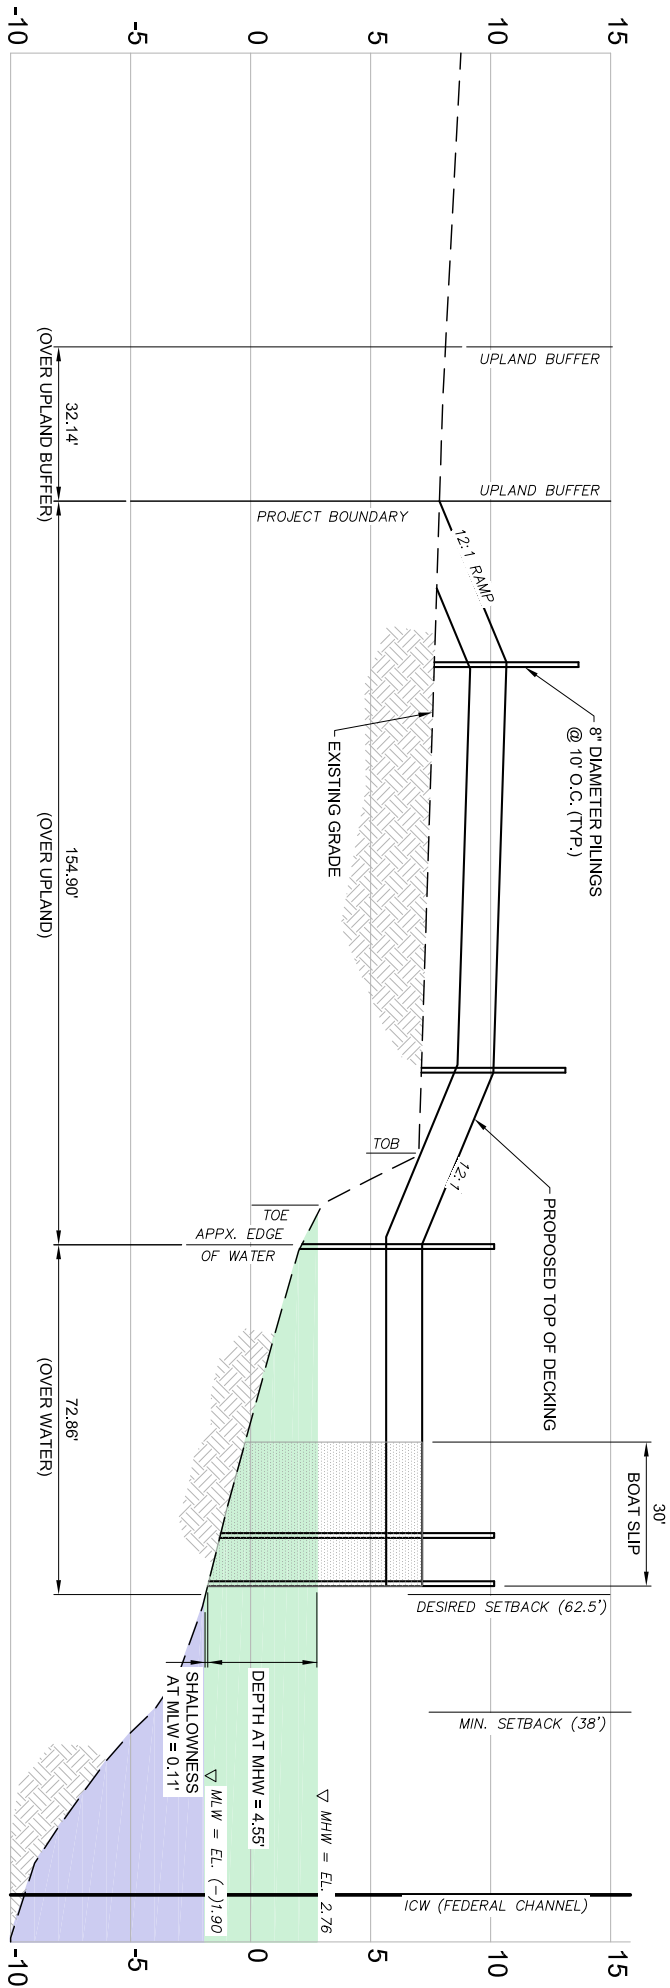 -10
-5
0
5
10
15
UPLAND BUFFER
32.14'
(OVER UPLAND BUFFER)
UPLAND BUFFER
PROJECT BOUNDARY
12:1 RAMP
8" DIAMETER PILINGS
@ 10' O.C. (TYP.)
EXISTING GRADE
154.90'
(OVER UPLAND)
TOB
12:1
PROPOSED TOP OF DECKING
TOE
APPX. EDGE
OF WATER
72.86'
(OVER WATER)
30'
BOAT SLIP
DESIRED SETBACK (62.5')
DEPTH AT MHW = 4.55'
SHALLOWNESS
AT MLW = 0.11'
MIN. SETBACK (38')
MHW = EL. 2.76
MLW = EL. (-)1.90
ICW (FEDERAL CHANNEL)
-10
-5
0
5
10
15